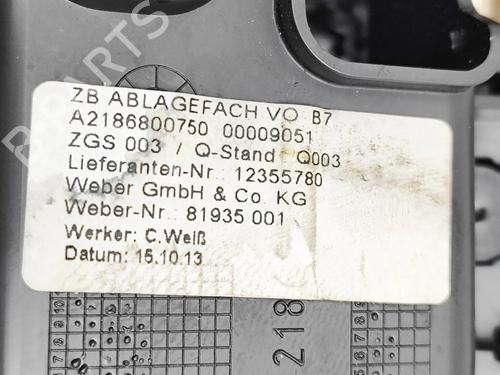 ZB ABLAGEFACH VO B7
A2186800750 00009051
ZGS 003 / Q-Stand Q003
Lieferanten-Nr.: 12355780
Weber GmbH & Co. KG
Weber-Nr.: 81935 001
Werker: C.Weiß
Datum: 15.10.13
218